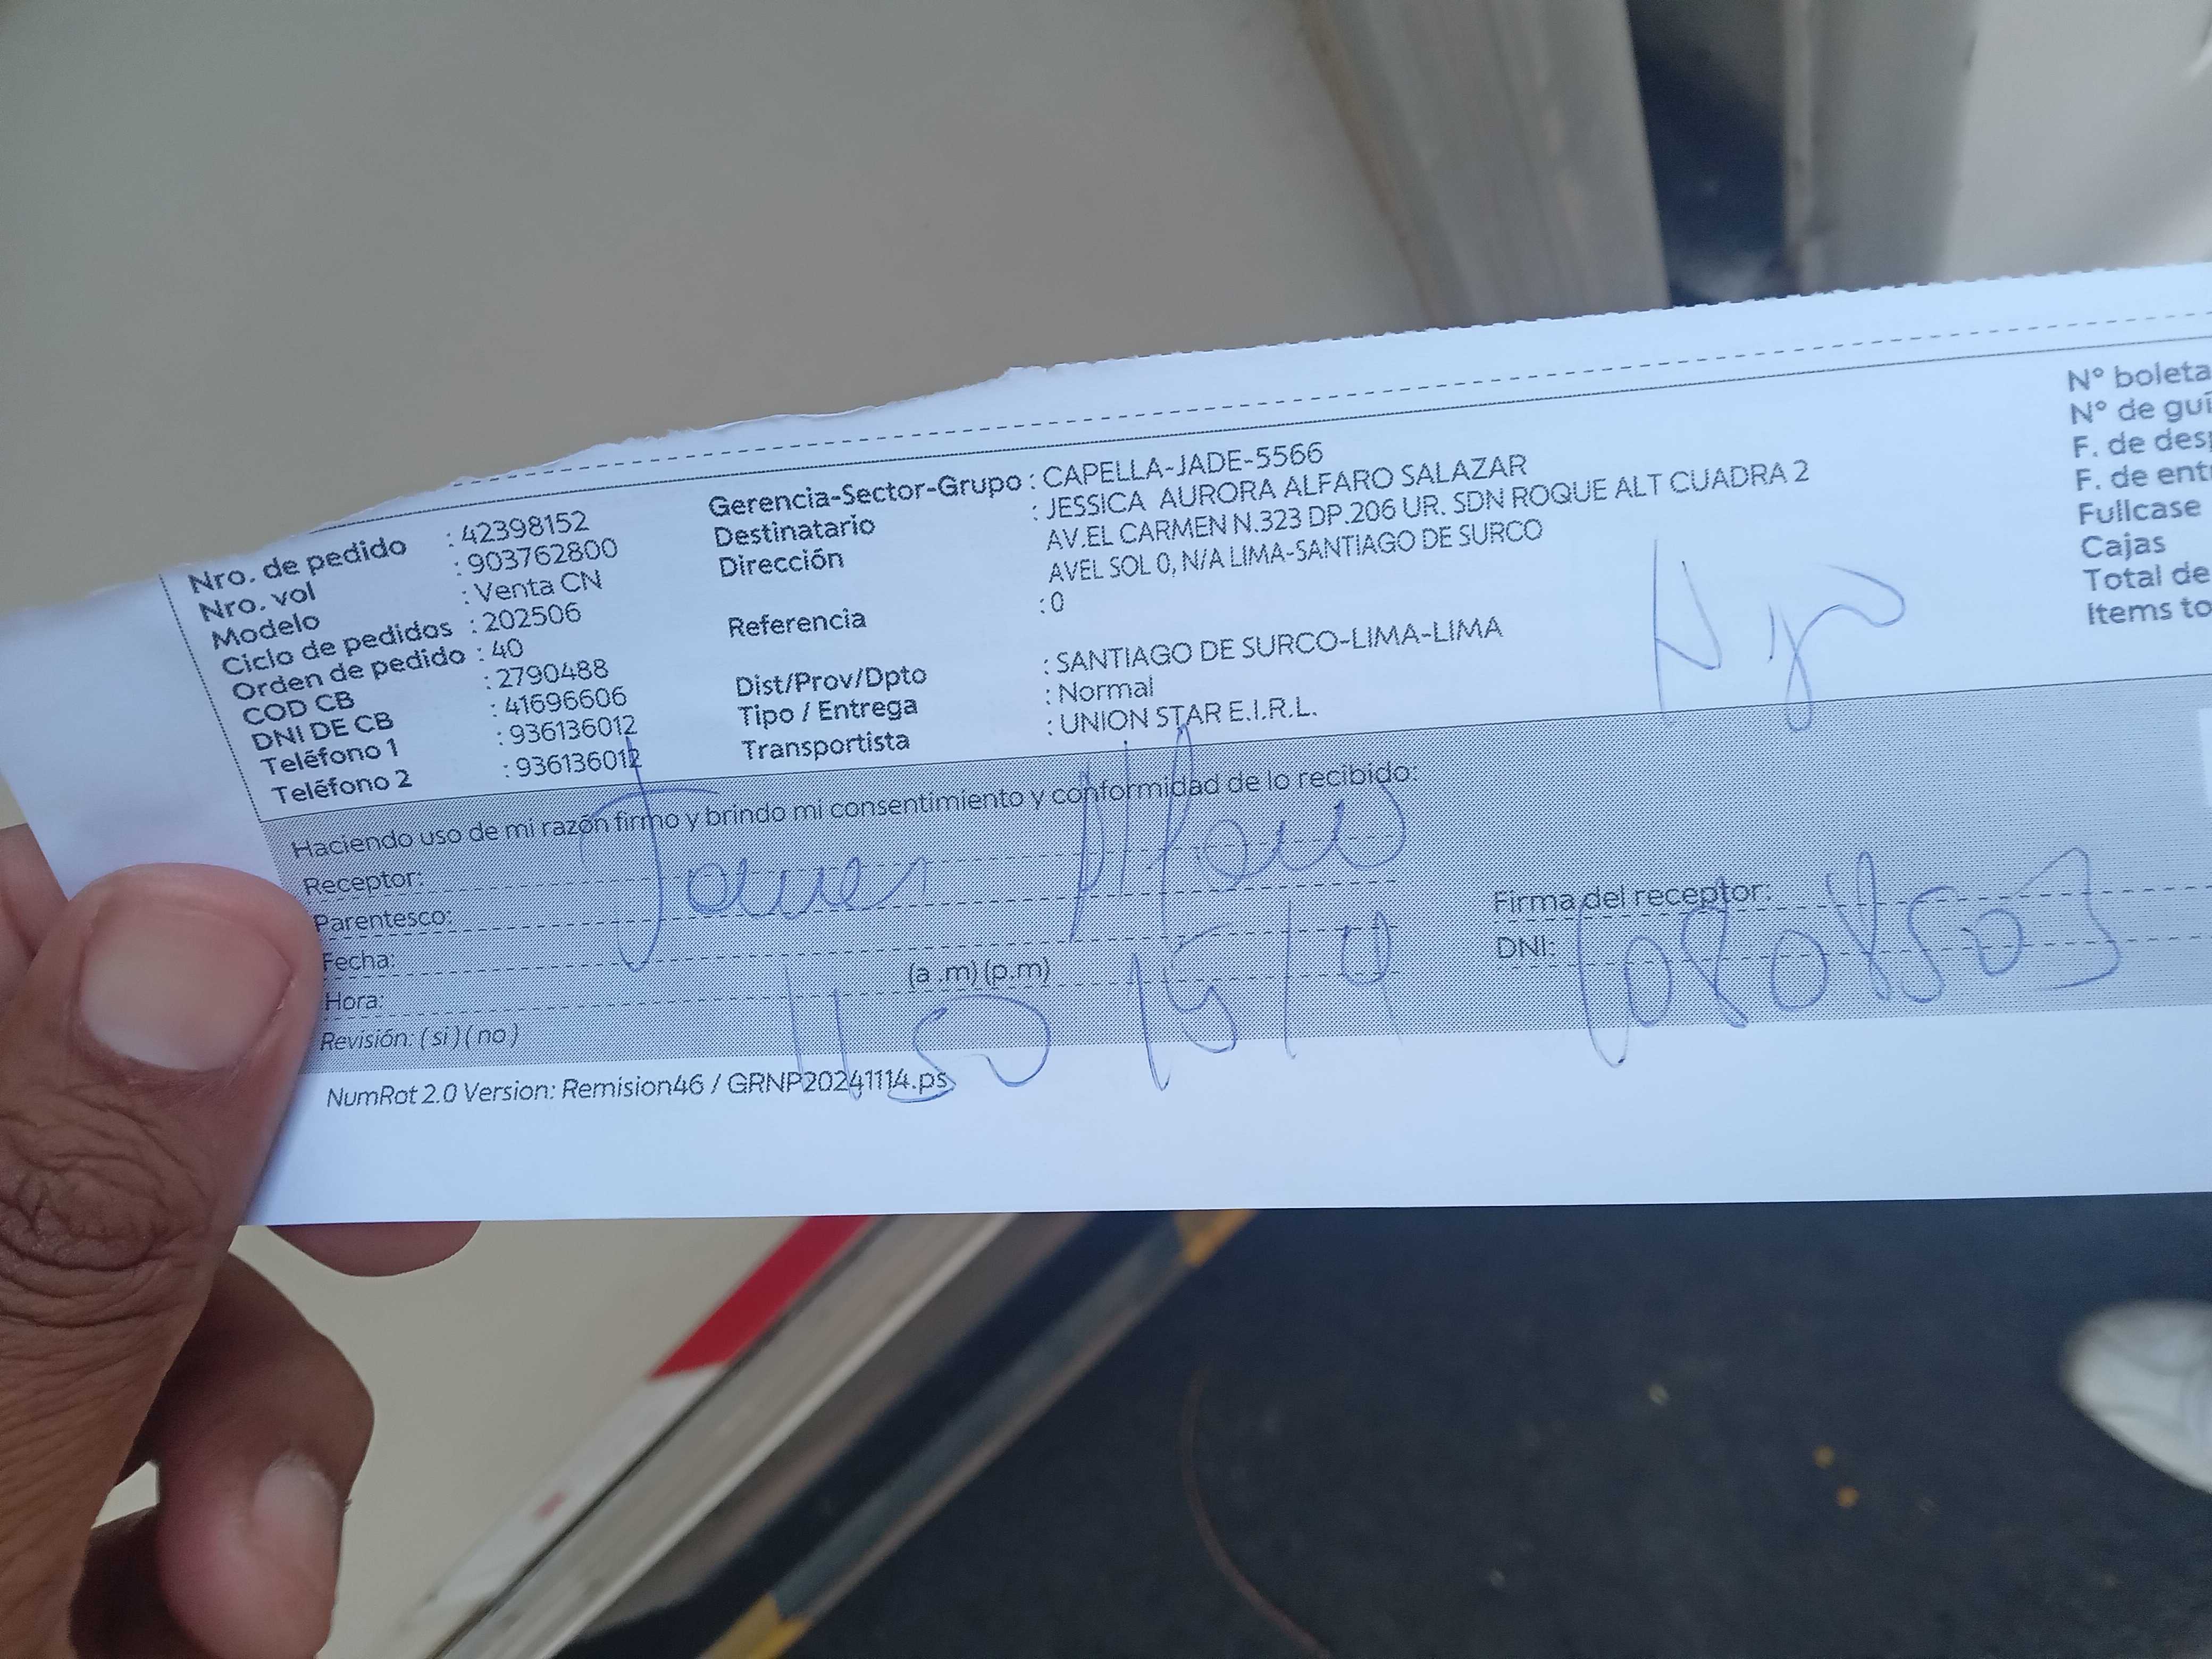 Nro. de pedido : 42398152
Nro. vol : 903762800
Modelo : Venta CN
Ciclo de pedidos : 202506
Orden de pedido : 40
COD CB : 2790488
DNI DE CB : 41696606
Teléfono 1 : 936136012
Teléfono 2 : 936136012
Gerencia-Sector-Grupo : CAPELLA-JADE-5566
Destinatario : JESSICA AURORA ALFARO SALAZAR
Dirección AV.EL CARMEN N.323 DP.206 UR. SDN ROQUE ALT CUADRA 2
AVEL SOL 0, N/A LIMA-SANTIAGO DE SURCO
Referencia : 0
Dist/Prov/Dpto : SANTIAGO DE SURCO-LIMA-LIMA
Tipo / Entrega : Normal
Transportista : UNION STAR E.I.R.L.
N° boleta
N° de guí
F. de des
F. de ent
Fullcase
Cajas
Total de
Items to
Haciendo uso de mi razón firmo y brindo mi consentimiento y conformidad de lo recibido:
Receptor:
Parentesco:
Fecha:
Hora: (a .m) (p.m)
Revisión: ( si ) ( no )
Firma del receptor:
DNI: 10808503
1150 15/4
NumRot 2.0 Version: Remision46 / GRNP20241114.ps